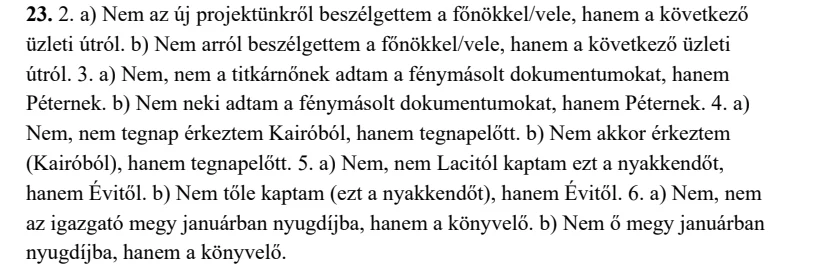 23. 2. a) Nem az új projektünkről beszélgettem a főnökkel/vele, hanem a következő
üzleti útról. b) Nem arról beszélgettem a főnökkel/vele, hanem a következő üzleti
útról. 3. a) Nem, nem a titkárnőnek adtam a fénymásolt dokumentumokat, hanem
Péternek. b) Nem neki adtam a fénymásolt dokumentumokat, hanem Péternek. 4. a)
Nem, nem tegnap érkeztem Kairóból, hanem tegnapelőtt. b) Nem akkor érkeztem
(Kairóból), hanem tegnapelőtt. 5. a) Nem, nem Lacitól kaptam ezt a nyakkendőt,
hanem Évitől. b) Nem tőle kaptam (ezt a nyakkendőt), hanem Évitől. 6. a) Nem, nem
az igazgató megy januárban nyugdíjba, hanem a könyvelő. b) Nem ő megy januárban
nyugdíjba, hanem a könyvelő.